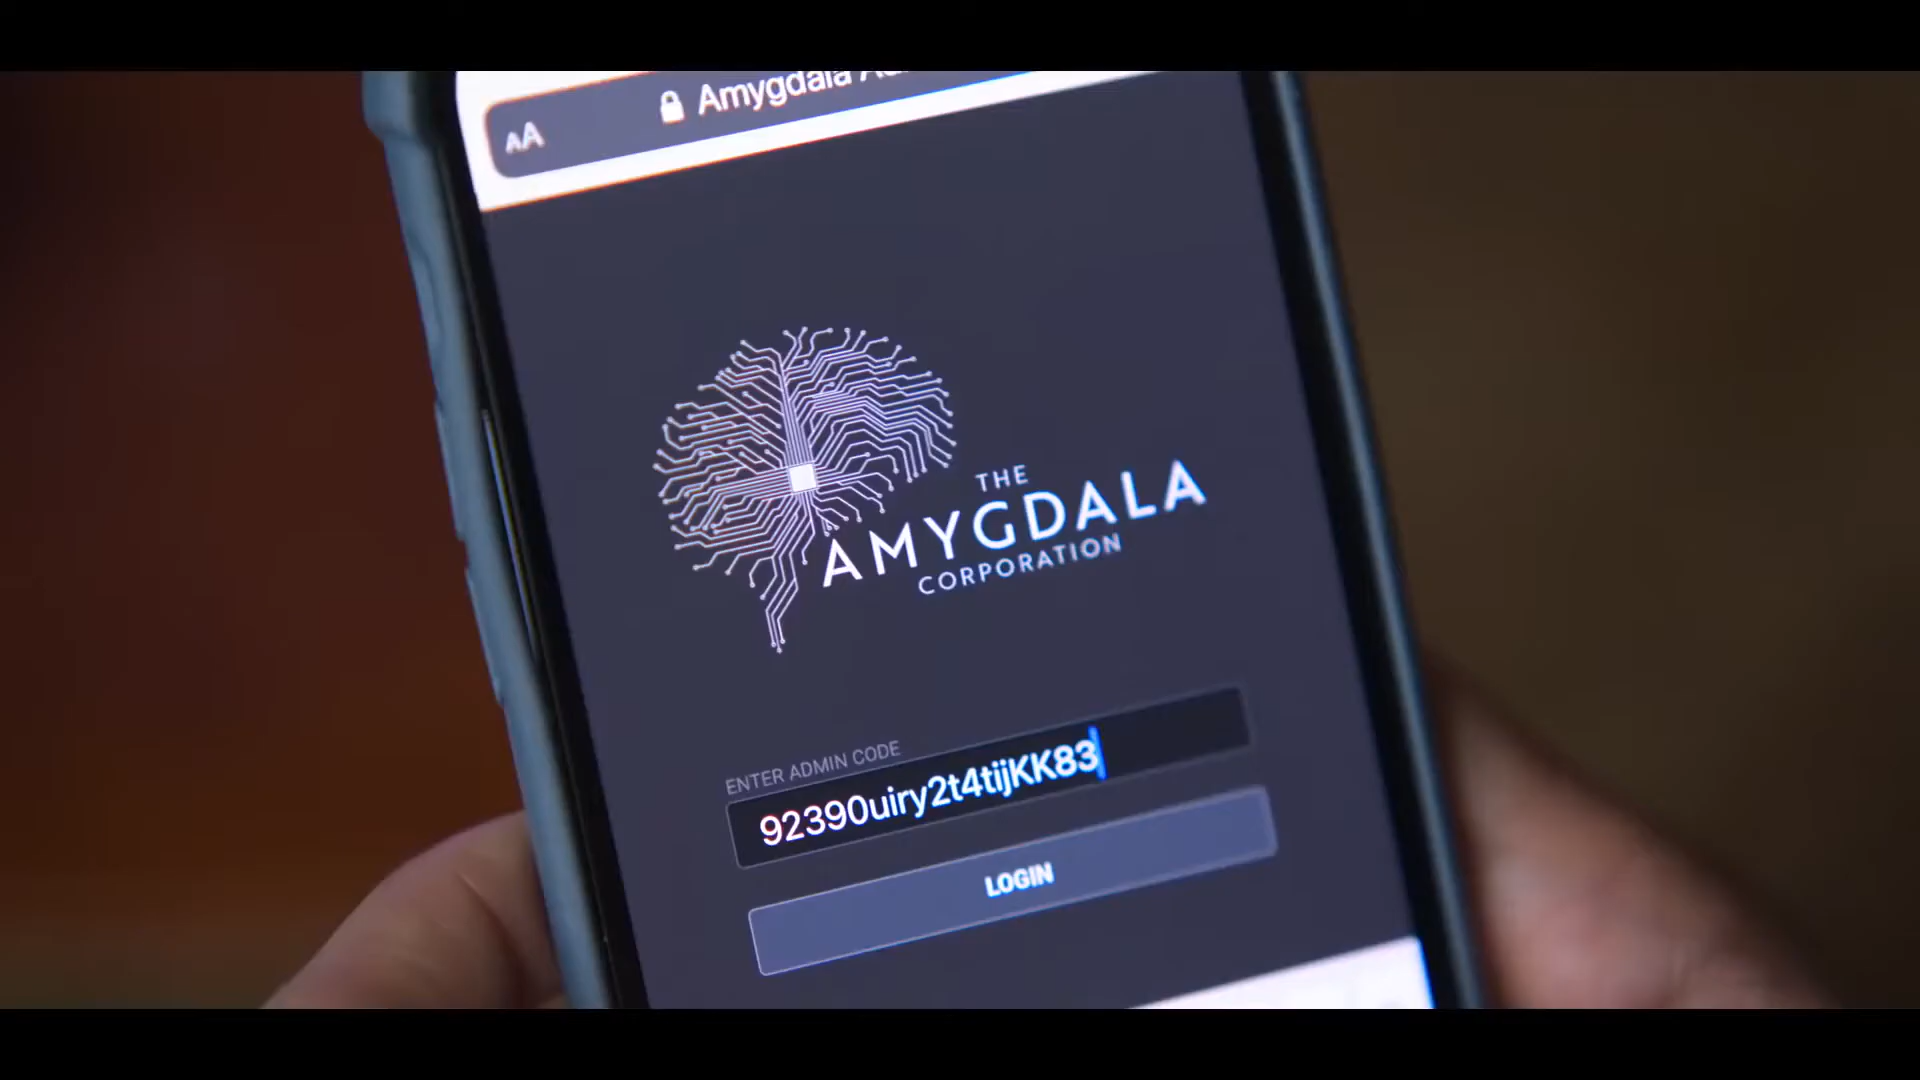 AA
Amygdala
THE
AMYGDALA
CORPORATION
ENTER ADMIN CODE
92390uiry2t4tijKK83
LOGIN